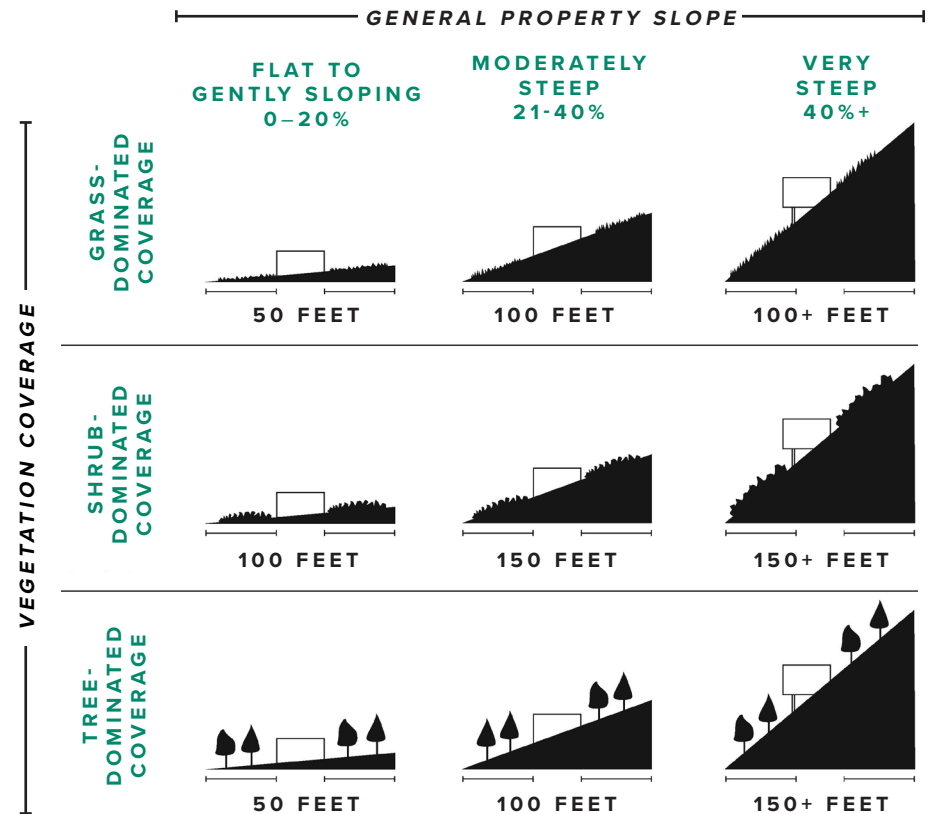 GENERAL PROPERTY SLOPE
FLAT TO
GENTLY SLOPING
0–20%
MODERATELY
STEEP
21-40%
VERY
STEEP
40%+
VEGETATION COVERAGE
GRASS-
DOMINATED
COVERAGE
50 FEET
100 FEET
100+ FEET
SHRUB-
DOMINATED
COVERAGE
100 FEET
150 FEET
150+ FEET
TREE-
DOMINATED
COVERAGE
50 FEET
100 FEET
150+ FEET